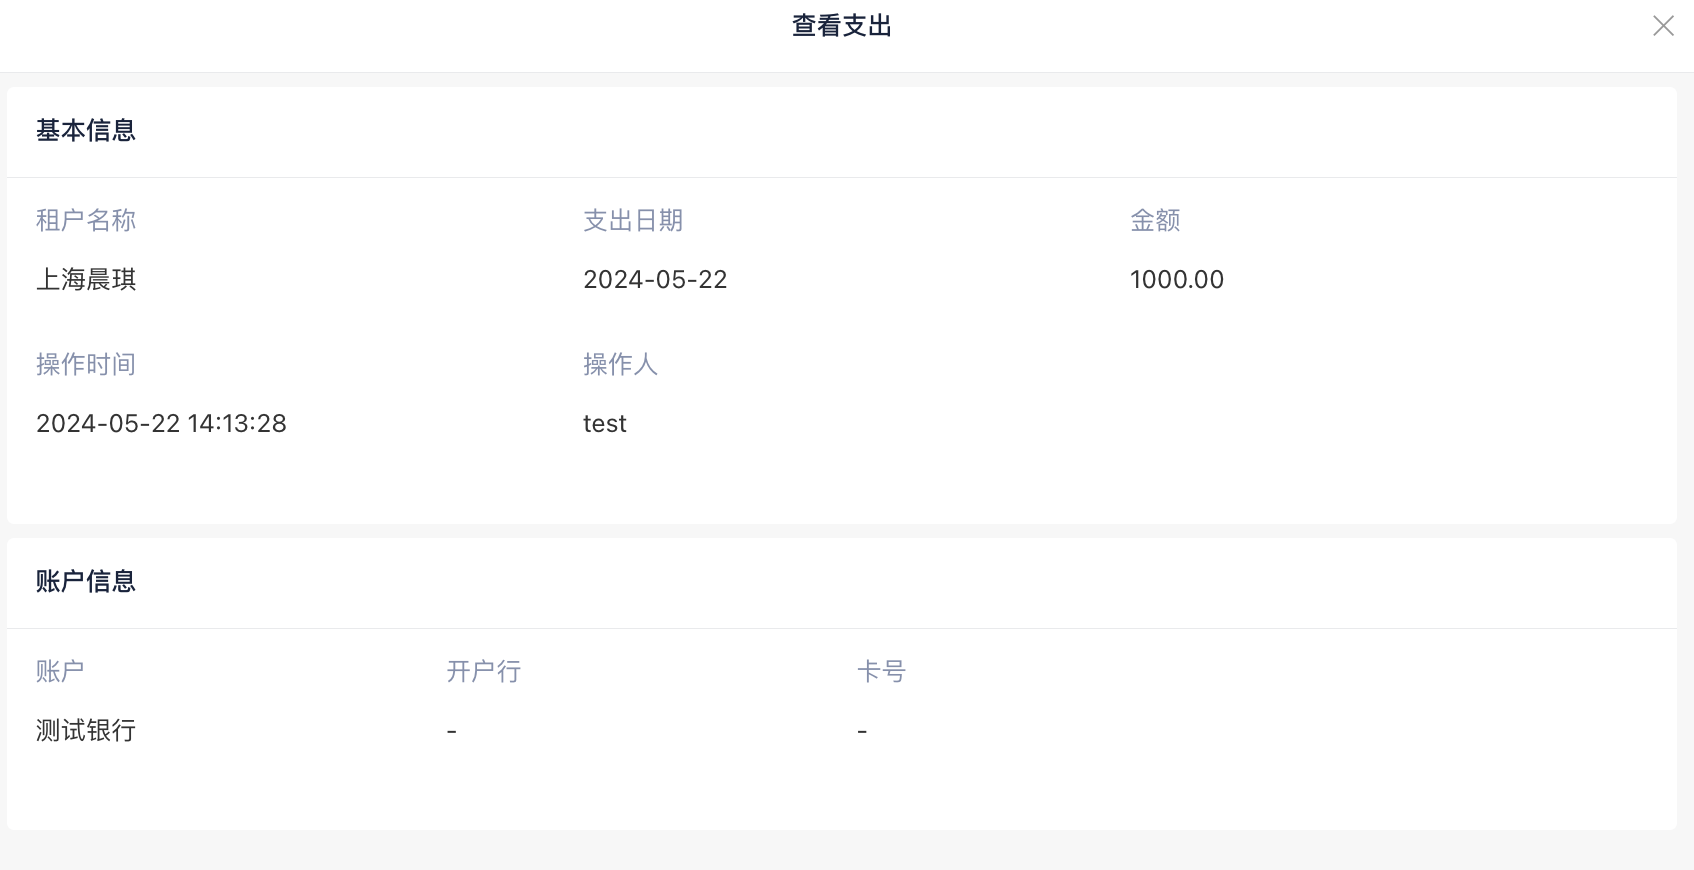 查看支出
基本信息
租户名称 支出日期 金额
上海晨琪 2024-05-22 1000.00
操作时间 操作人
2024-05-22 14:13:28 test
账户信息
账户 开户行 卡号
测试银行 - -